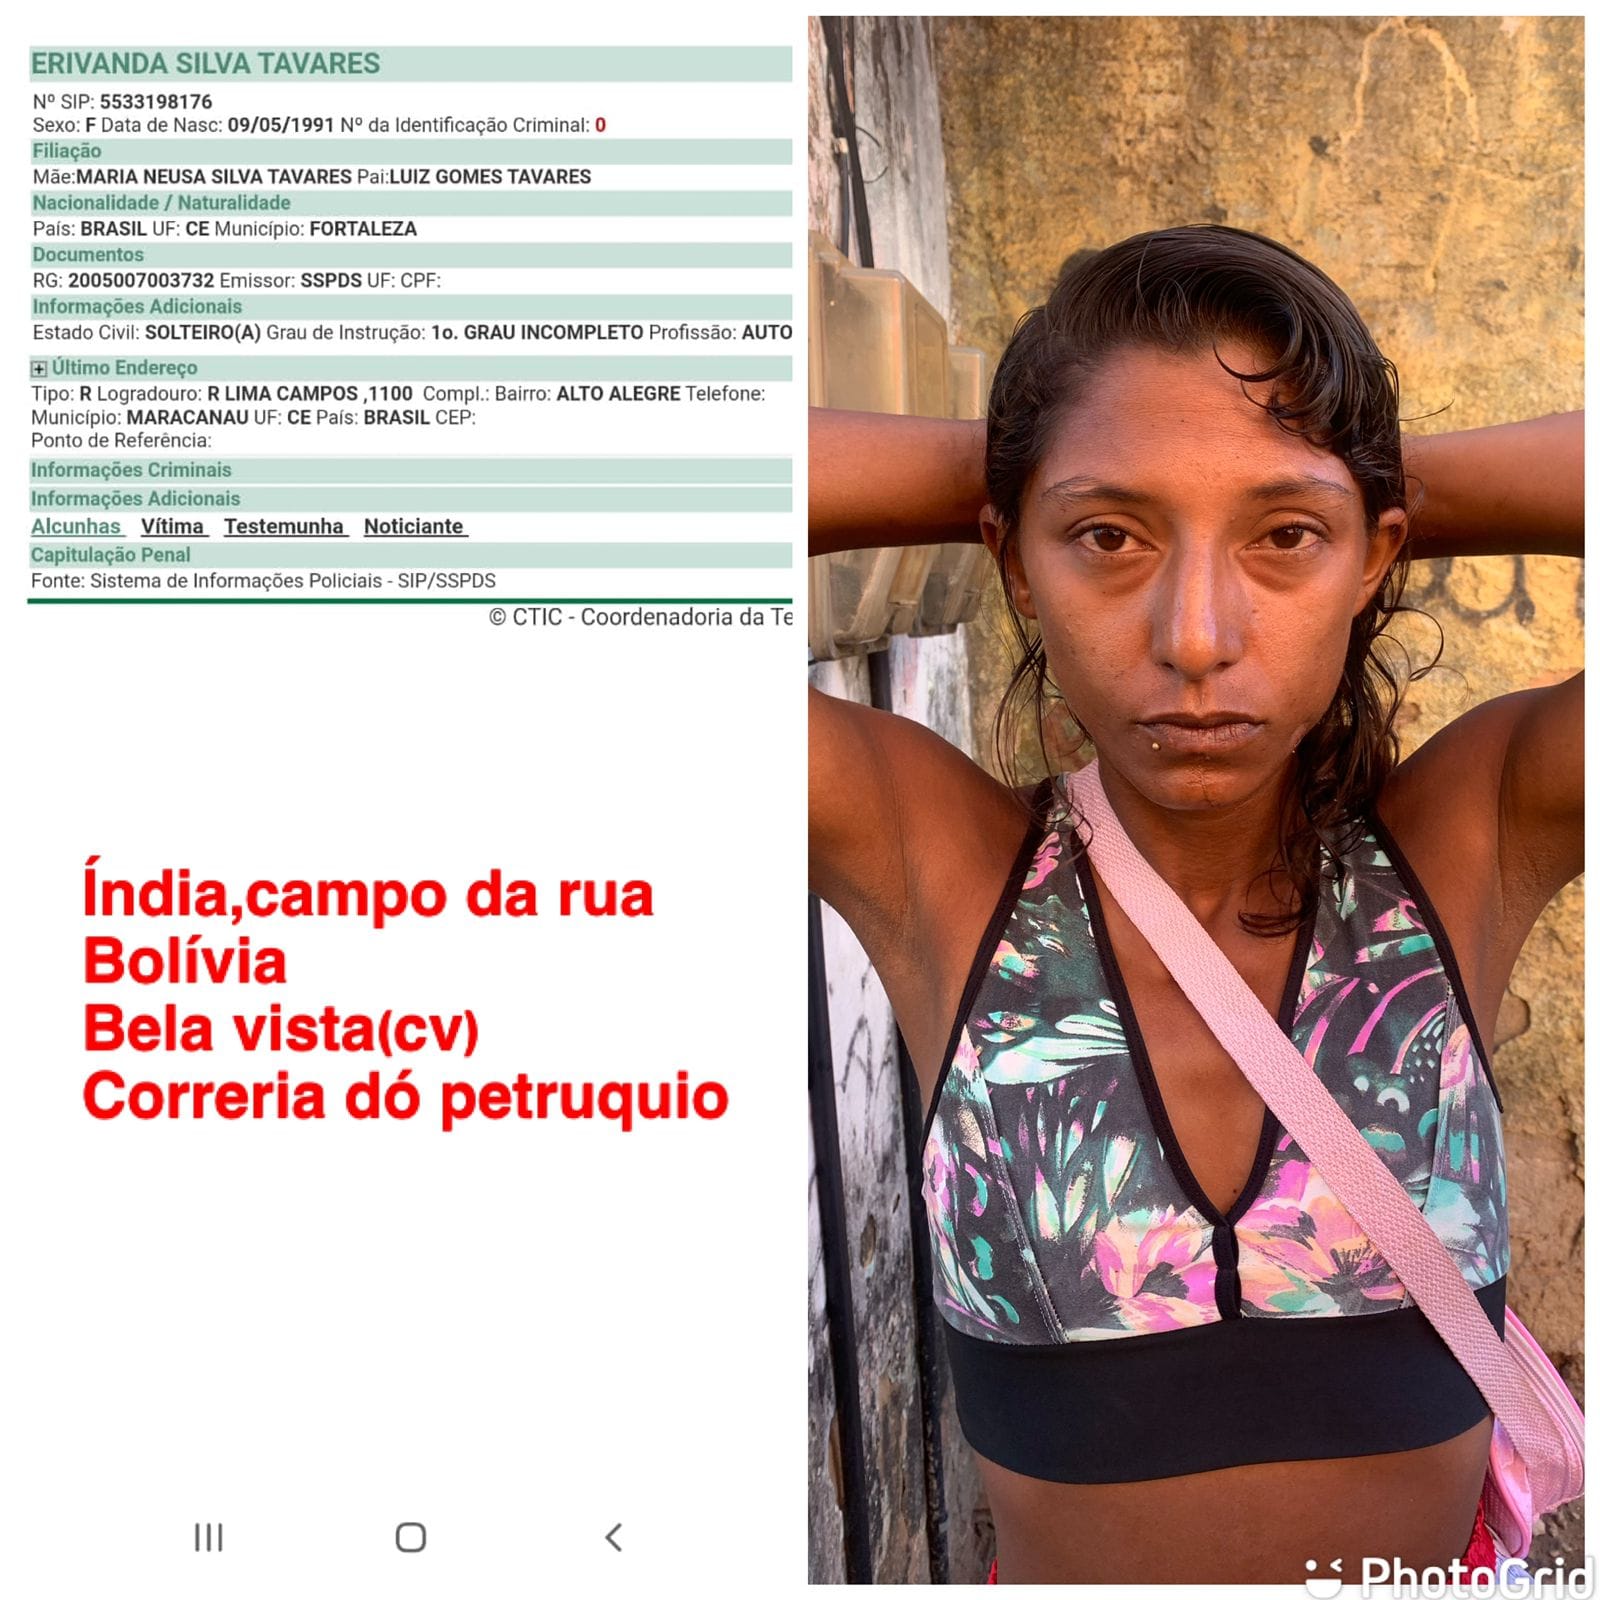 ERIVANDA SILVA TAVARES
Nº SIP: 5533198176
Sexo: F Data de Nasc: 09/05/1991 Nº da Identificação Criminal: 0
Filiação
Mãe:MARIA NEUSA SILVA TAVARES Pai:LUIZ GOMES TAVARES
Nacionalidade / Naturalidade
País: BRASIL UF: CE Município: FORTALEZA
Documentos
RG: 2005007003732 Emissor: SSPDS UF: CPF:
Informações Adicionais
Estado Civil: SOLTEIRO(A) Grau de Instrução: 1o. GRAU INCOMPLETO Profissão: AUTO
Último Endereço
Tipo: R Logradouro: R LIMA CAMPOS ,1100 Compl.: Bairro: ALTO ALEGRE Telefone:
Município: MARACANAU UF: CE País: BRASIL CEP:
Ponto de Referência:
Informações Criminais
Informações Adicionais
Alcunhas Vítima Testemunha Noticiante
Capitulação Penal
Fonte: Sistema de Informações Policiais - SIP/SSPDS
© CTIC - Coordenadoria da Te
Índia,campo da rua
Bolívia
Bela vista(cv)
Correria dó petruquio
PhotoGrid